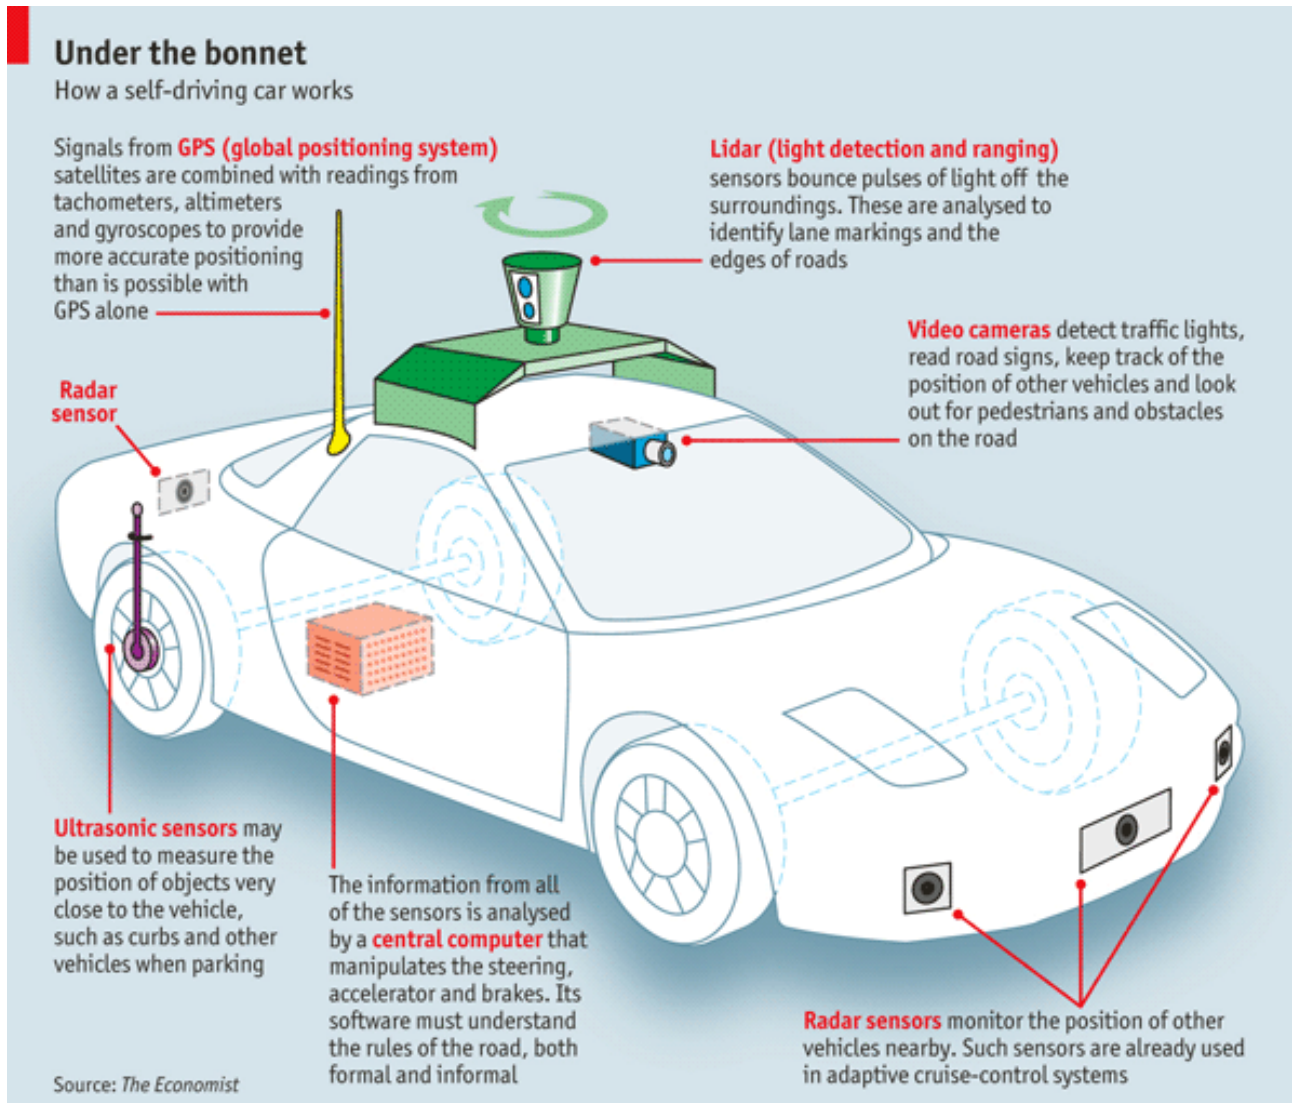 Under the bonnet
How a self-driving car works
Signals from GPS (global positioning system)
satellites are combined with readings from
tachometers, altimeters
and gyroscopes to provide
more accurate positioning
than is possible with
GPS alone
Lidar (light detection and ranging)
sensors bounce pulses of light off the
surroundings. These are analysed to
identify lane markings and the
edges of roads
Video cameras detect traffic lights,
read road signs, keep track of the
position of other vehicles and look
out for pedestrians and obstacles
on the road
Radar
sensor
Ultrasonic sensors may
be used to measure the
position of objects very
close to the vehicle,
such as curbs and other
vehicles when parking
The information from all
of the sensors is analysed
by a central computer that
manipulates the steering,
accelerator and brakes. Its
software must understand
the rules of the road, both
formal and informal
Radar sensors monitor the position of other
vehicles nearby. Such sensors are already used
in adaptive cruise-control systems
Source: The Economist